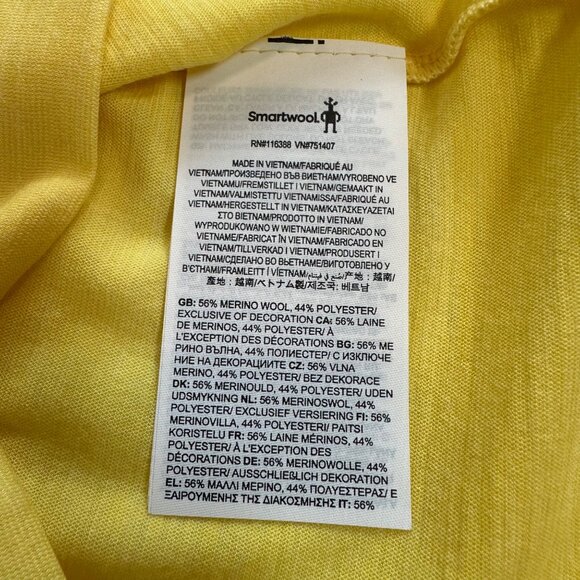 Smartwool
RN#116388 VN#751407
MADE IN VIETNAM/FABRIQUÉ AU
VIETNAM/ПРОИЗВЕДЕНО ВЪВ ВИЕТНАМ/VYROBENO VE
VIETNAMU/FREMSTILLET I VIETNAM/GEMAAKT IN
VIETNAM/VALMISTETTU VIETNAMISSA/FABRIQUÉ AU
VIETNAM/HERGESTELLT IN VIETNAM/ΚΑΤΑΣΚΕΥΑΖΕΤΑΙ
ΣΤΟ ΒΙΕΤΝΑΜ/PRODOTTO IN VIETNAM/
WYPRODUKOWANO W WIETNAMIE/FABRICADO NO
VIETNAME/FABRICAT ÎN VIETNAM/FABRICADO EN
VIETNAM/TILLVERKAD I VIETNAM/PRODUSERT I
VIETNAM/СДЕЛАНО ВО ВЬЕТНАМЕ/ВИГОТОВЛЕНО У
В'ЄТНАМІ/FRAMLEITT Í VÍETNAM/صُنع في فيتنام/产地：越南/
產地：越南/ベトナム製/제조국: 베트남
GB: 56% MERINO WOOL, 44% POLYESTER/
EXCLUSIVE OF DECORATION CA: 56% LAINE
DE MERINOS, 44% POLYESTER/ À
L'EXCEPTION DES DÉCORATIONS BG: 56% МЕ
РИНО ВЪЛНА, 44% ПОЛИЕСТЕР/ С ИЗКЛЮЧЕ
НИЕ НА ДЕКОРАЦИИТЕ CZ: 56% VLNA
MERINO, 44% POLYESTER/ BEZ DEKORACE
DK: 56% MERINOULD, 44% POLYESTER/ UDEN
UDSMYKNING NL: 56% MERINOSWOL, 44%
POLYESTER/ EXCLUSIEF VERSIERING FI: 56%
MERINOVILLA, 44% POLYESTERI/ PAITSI
KORISTELU FR: 56% LAINE MÉRINOS, 44%
POLYESTER/ À L'EXCEPTION DES
DÉCORATIONS DE: 56% MERINOWOLLE, 44%
POLYESTER/ AUSSCHLIEßLICH DEKORATION
EL: 56% ΜΑΛΛΙ ΜΕΡΙΝΟ, 44% ΠΟΛΥΕΣΤΕΡΑΣ/ Ε
ΞΑΙΡΟΥΜΕΝΗΣ ΤΗΣ ΔΙΑΚΟΣΜΗΣΗΣ IT: 56%